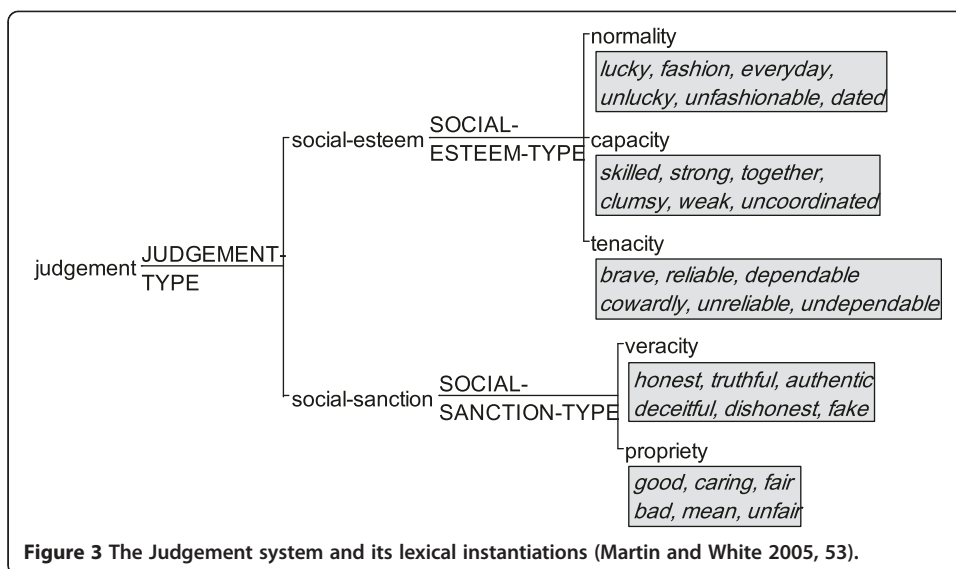 normality
lucky, fashion, everyday,
unlucky, unfashionable, dated
social-esteem
SOCIAL-
ESTEEM-TYPE
capacity
skilled, strong, together,
clumsy, weak, uncoordinated
tenacity
brave, reliable, dependable
cowardly, unreliable, undependable
judgement
JUDGEMENT-
TYPE
veracity
honest, truthful, authentic
deceitful, dishonest, fake
social-sanction
SOCIAL-
SANCTION-TYPE
propriety
good, caring, fair
bad, mean, unfair
Figure 3 The Judgement system and its lexical instantiations (Martin and White 2005, 53).